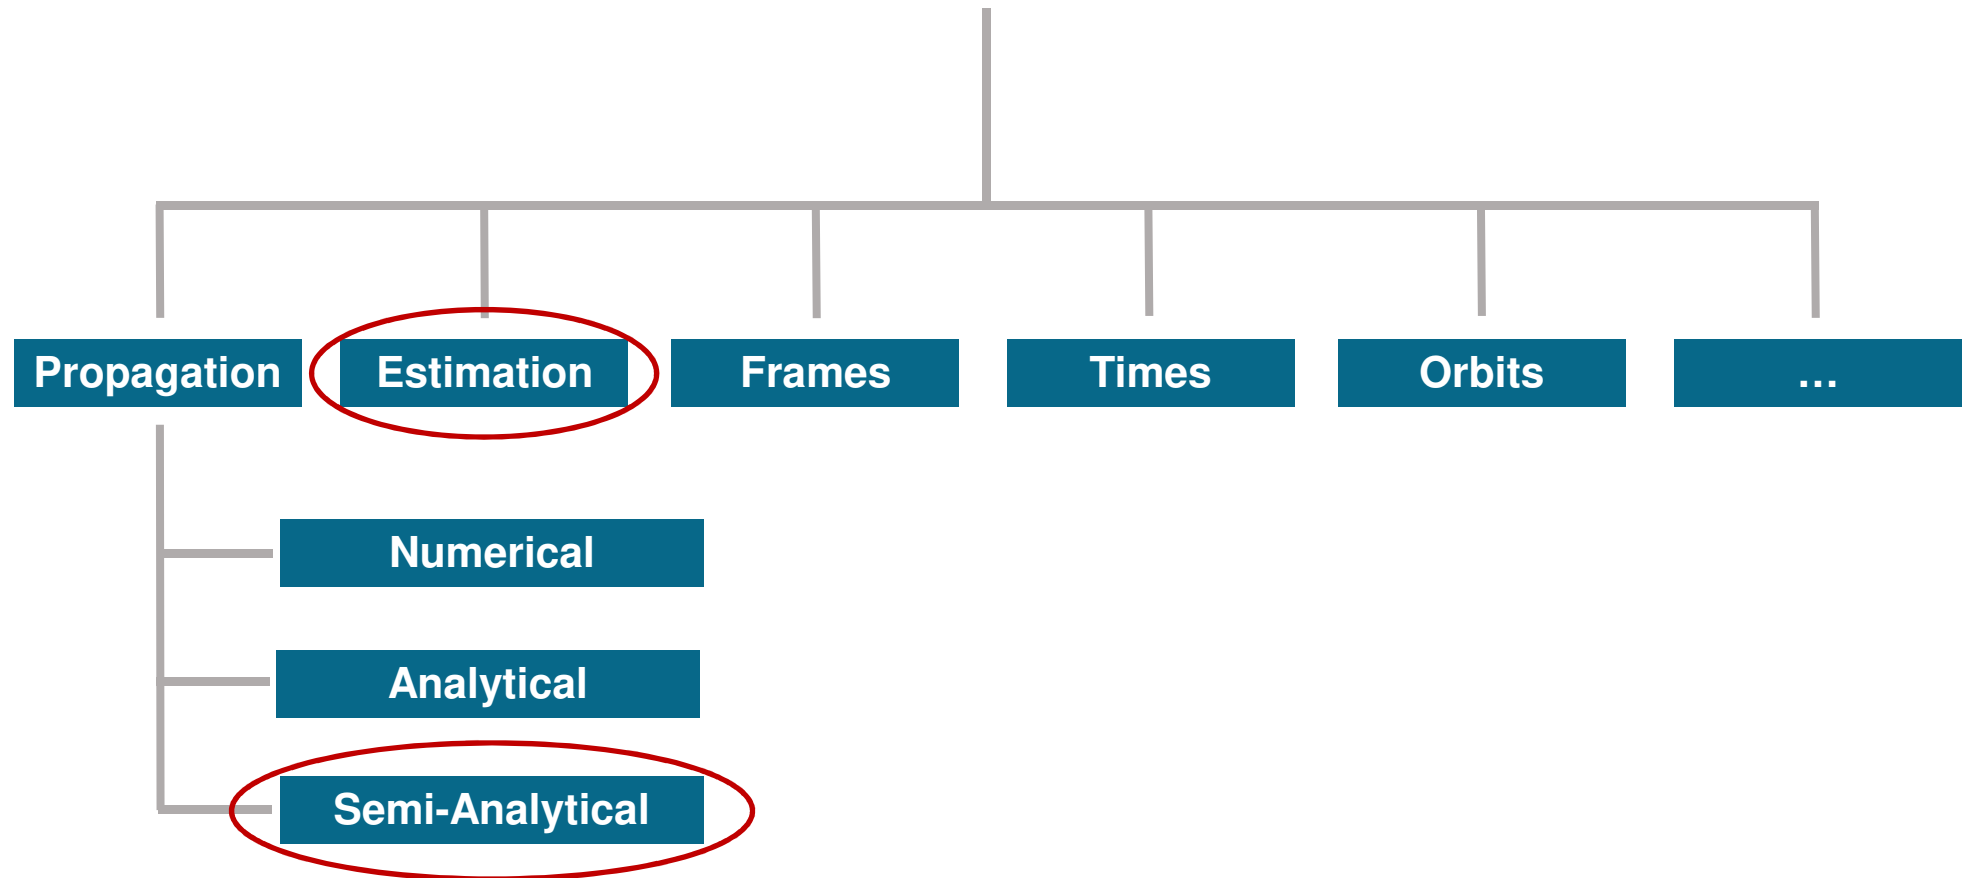 Propagation
Estimation
Frames
Times
Orbits
...
Numerical
Analytical
Semi-Analytical